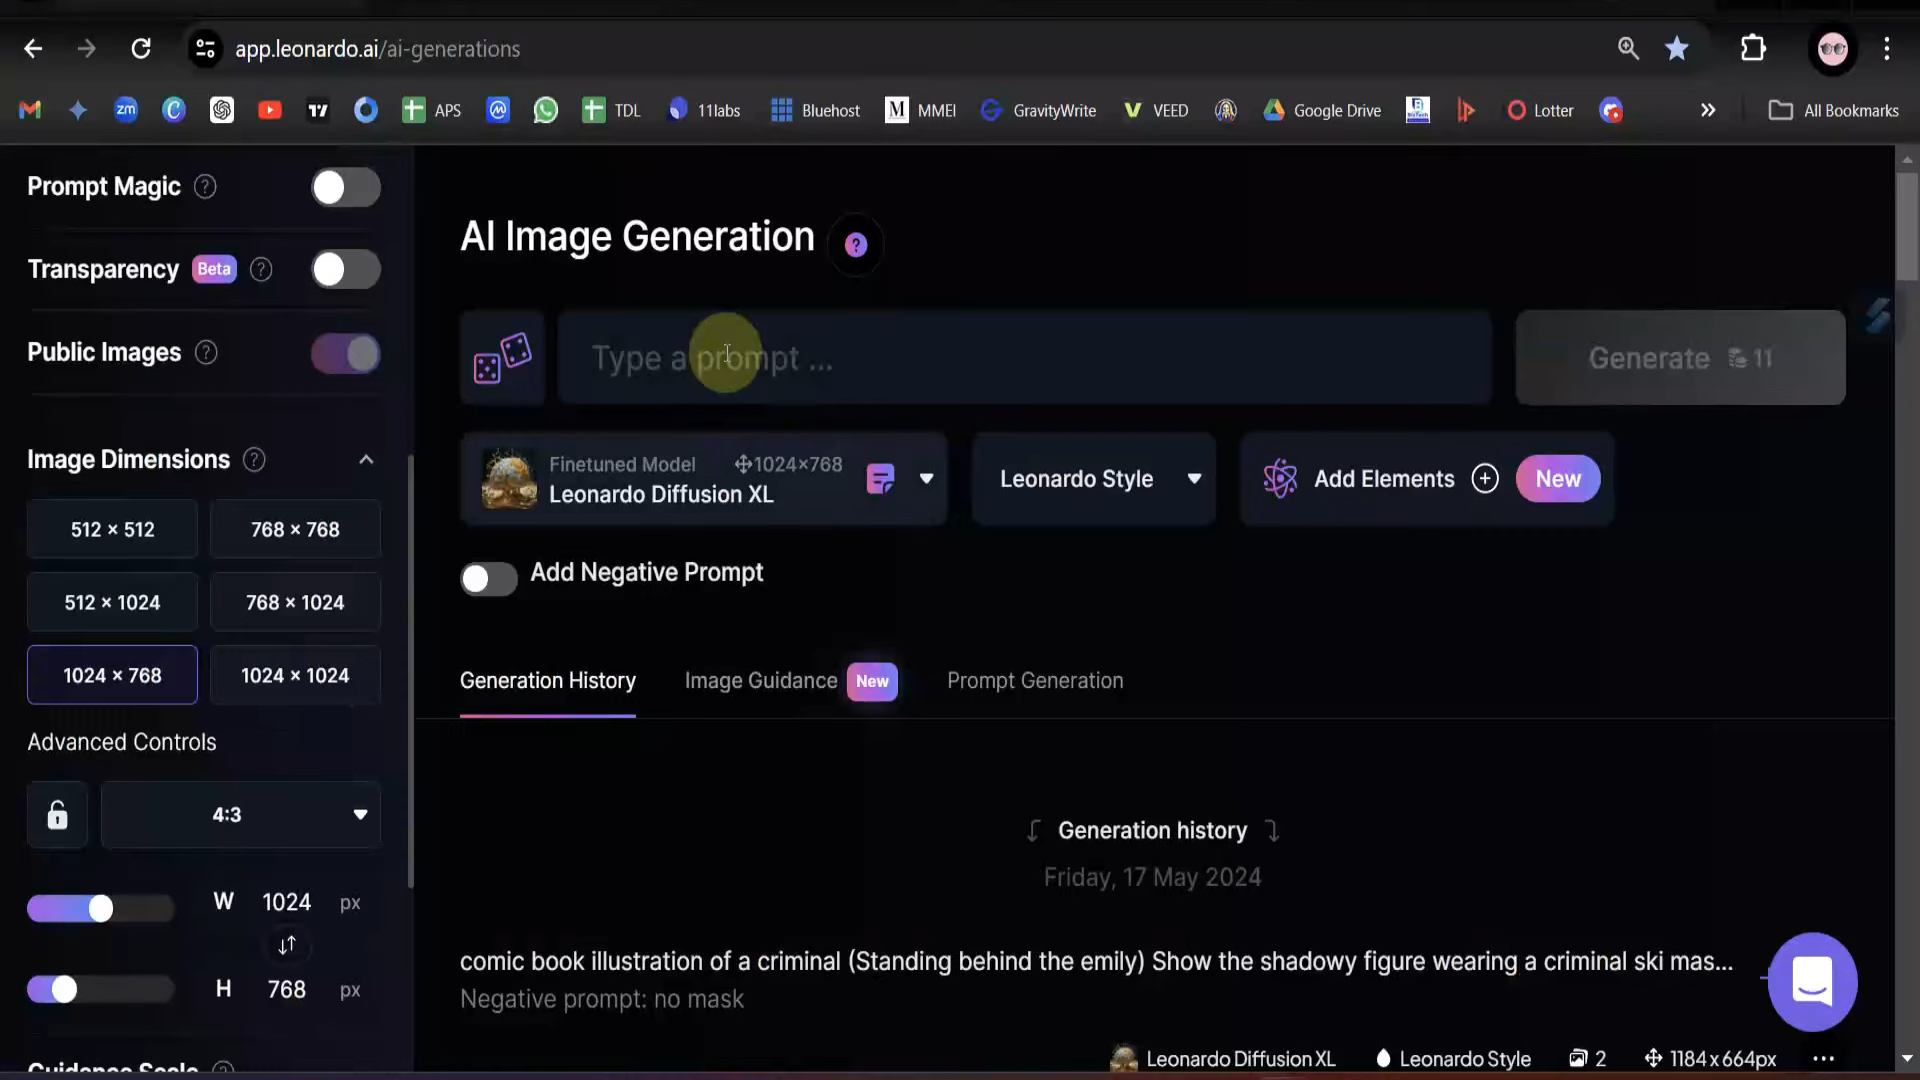 app.leonardo.ai/ai-generations
zm
APS
TDL
11labs
Bluehost
M MMEI
GravityWrite
VEED
Google Drive
Lotter
All Bookmarks
Prompt Magic ?
Transparency Beta ?
Public Images ?
Image Dimensions ?
512 × 512
768 × 768
512 × 1024
768 × 1024
1024 × 768
1024 × 1024
Advanced Controls
4:3
W 1024 px
H 768 px
Guidance Scale ?
AI Image Generation ?
Type a prompt ...
Generate 11
Finetuned Model 1024×768
Leonardo Diffusion XL
Leonardo Style
Add Elements + New
Add Negative Prompt
Generation History
Image Guidance New
Prompt Generation
Generation history
Friday, 17 May 2024
comic book illustration of a criminal (Standing behind the emily) Show the shadowy figure wearing a criminal ski mas...
Negative prompt: no mask
Leonardo Diffusion XL
Leonardo Style
2
1184 x 664px
...